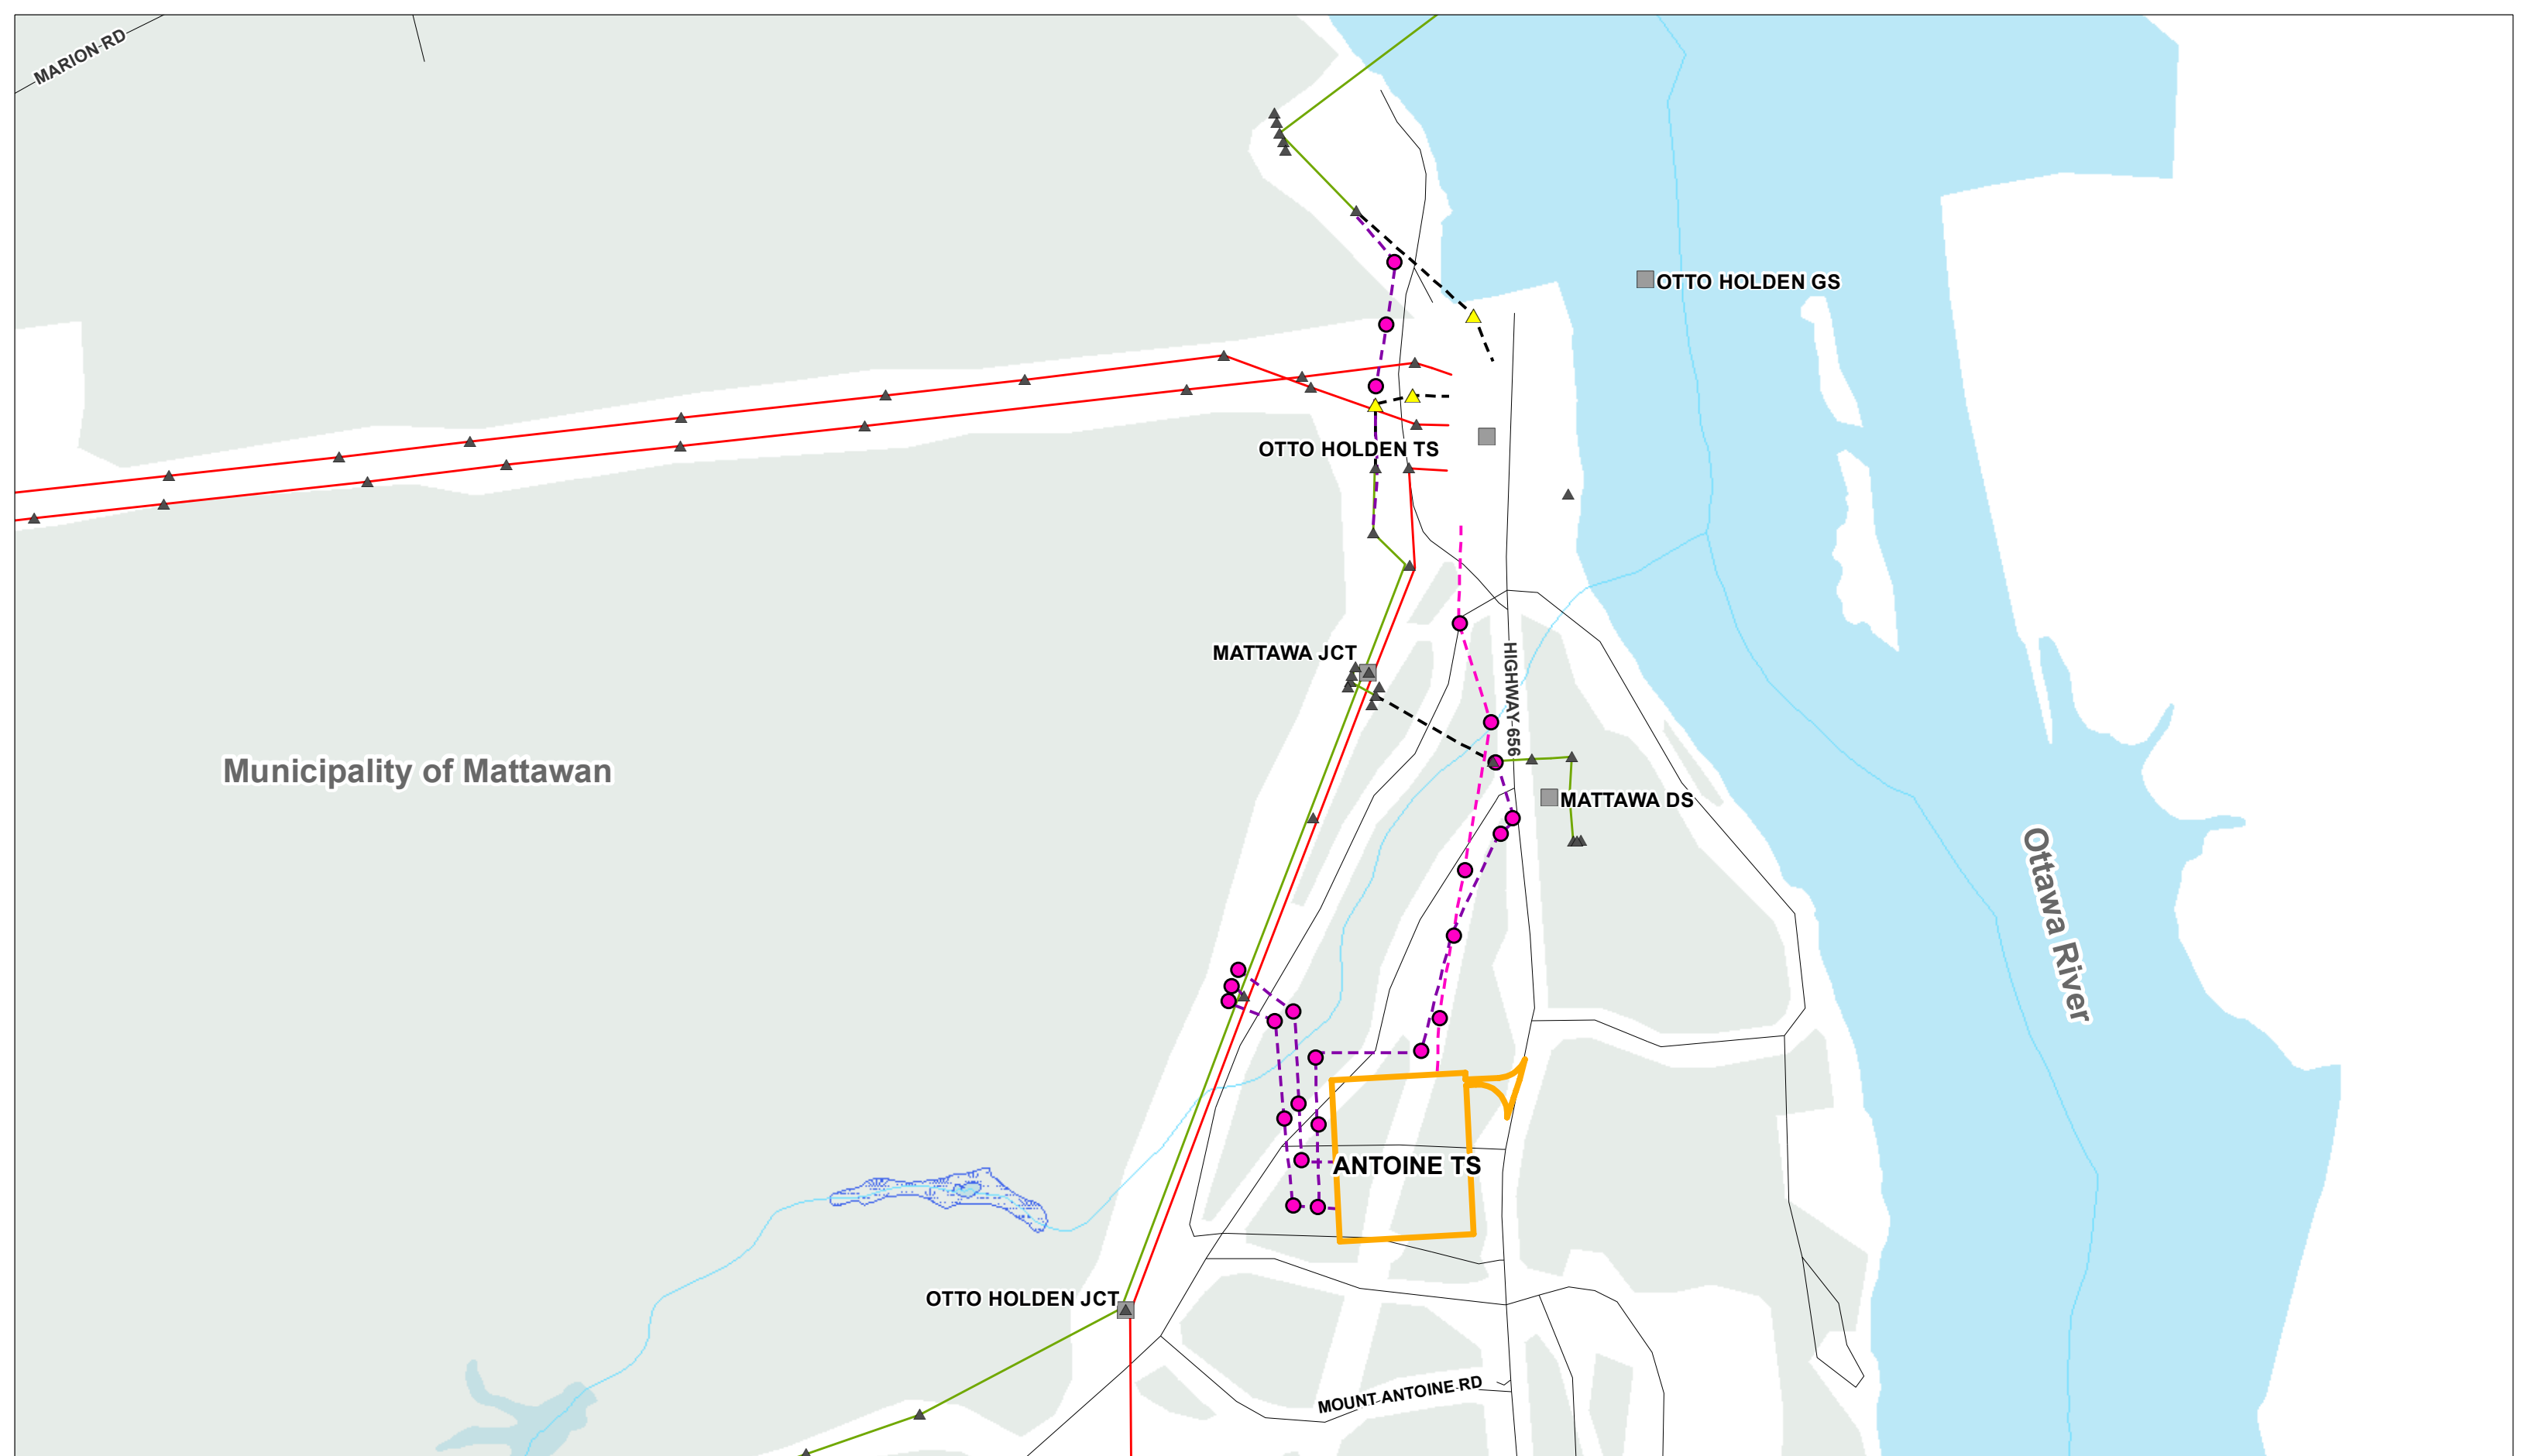 MARION RD
OTTO HOLDEN GS
OTTO HOLDEN TS
MATTAWA JCT
HIGHWAY 656
Municipality of Mattawan
MATTAWA DS
Ottawa River
ANTOINE TS
OTTO HOLDEN JCT
MOUNT ANTOINE RD